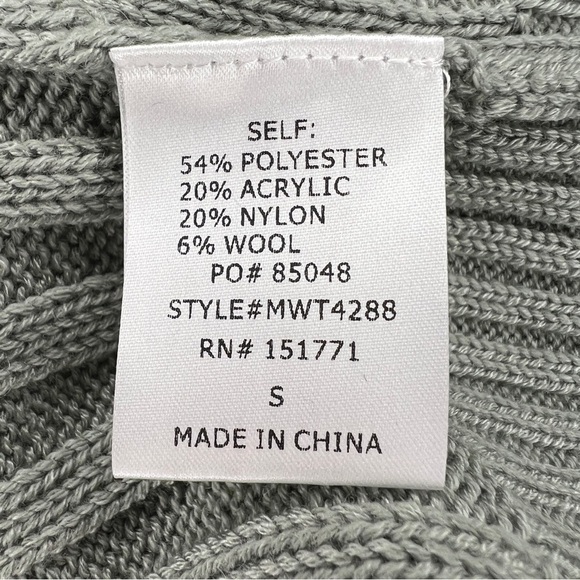 SELF:
54% POLYESTER
20% ACRYLIC
20% NYLON
6% WOOL
PO# 85048
STYLE#MWT4288
RN# 151771
S
MADE IN CHINA